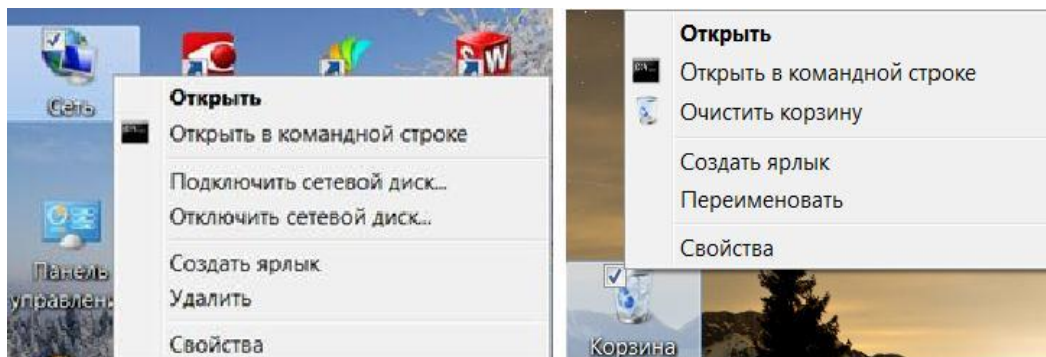 Сеть
Панель
управлен
Открыть
Открыть в командной строке
Подключить сетевой диск...
Отключить сетевой диск...
Создать ярлык
Удалить
Свойства
Открыть
Открыть в командной строке
Очистить корзину
Создать ярлык
Переименовать
Свойства
Корзина